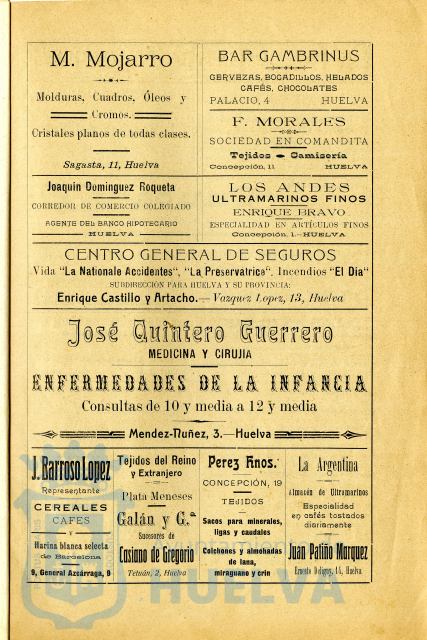 M. Mojarro
Molduras, Cuadros, Óleos y
Cromos.
Cristales planos de todas clases.
Sagasta, 11, Huelva
BAR GAMBRINUS
CERVEZAS, BOCADILLOS, HELADOS
CAFÉS, CHOCOLATES
PALACIO, 4 HUELVA
F. MORALES
SOCIEDAD EN COMANDITA
Tejidos Camisería
Concepción, 11 HUELVA
Joaquin Dominguez Roqueta
CORREDOR DE COMERCIO COLEGIADO
AGENTE DEL BANCO HIPOTECARIO
HUELVA
LOS ANDES
ULTRAMARINOS FINOS
ENRIQUE BRAVO
ESPECIALIDAD EN ARTÍCULOS FINOS
Concepción, 1.-HUELVA
CENTRO GENERAL DE SEGUROS
Vida "La Nationale Accidentes", "La Preservatrice". Incendios "El Dia"
SUBDIRECCIÓN PARA HUELVA Y SU PROVINCIA:
Enrique Castillo y Artacho.— Vazquez Lopez, 13, Huelva
José Quintero Guerrero
MEDICINA Y CIRUJIA
ENFERMEDADES DE LA INFANCIA
Consultas de 10 y media a 12 y media
Mendez-Nuñez, 3.—Huelva
J. Barroso Lopez
Representante
CEREALES
CAFES
Y
Harina blanca selecta
de Barcelona
9, General Azcárraga, 9
Tejidos del Reino
y Extranjero
Plata Meneses
Galán y G.ª
Sucesores de
Casiano de Gregorio
Tetuán, 2, Huelva
Perez Hnos.
CONCEPCIÓN, 19
TEJIDOS
Sacos para minerales,
ligas y caudales
Colchones y almohadas
de lana,
miraguano y crin
La Argentina
Almacén de Ultramarinos
Especialidad
en cafés tostados
diariamente
Juan Patiño Marquez
Ernesto Deligny, 14, Huelva
HUELVA